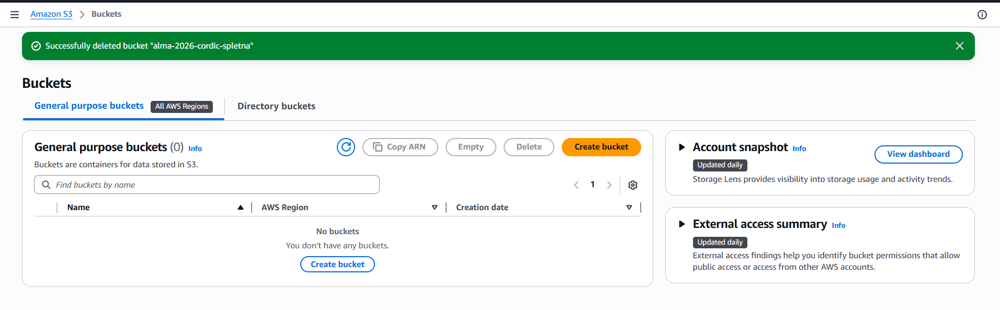 Amazon S3 > Buckets
Successfully deleted bucket "alma-2026-cordic-spletna"
Buckets
General purpose buckets All AWS Regions Directory buckets
General purpose buckets (0) Info
Copy ARN Empty Delete Create bucket
Buckets are containers for data stored in S3.
Find buckets by name
1
Name AWS Region Creation date
No buckets
You don't have any buckets.
Create bucket
Account snapshot Info
View dashboard
Updated daily
Storage Lens provides visibility into storage usage and activity trends.
External access summary Info
Updated daily
External access findings help you identify bucket permissions that allow
public access or access from other AWS accounts.